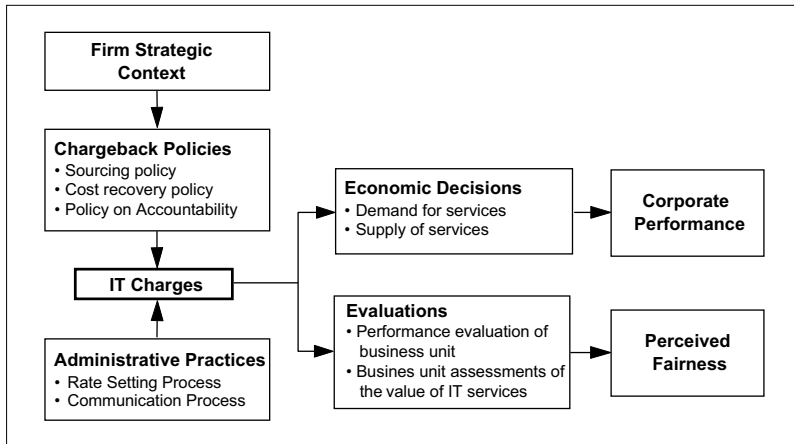 Firm Strategic
Context
Chargeback Policies
• Sourcing policy
• Cost recovery policy
• Policy on Accountability
IT Charges
Administrative Practices
• Rate Setting Process
• Communication Process
Economic Decisions
• Demand for services
• Supply of services
Corporate
Performance
Evaluations
• Performance evaluation of
business unit
• Busines unit assessments of
the value of IT services
Perceived
Fairness